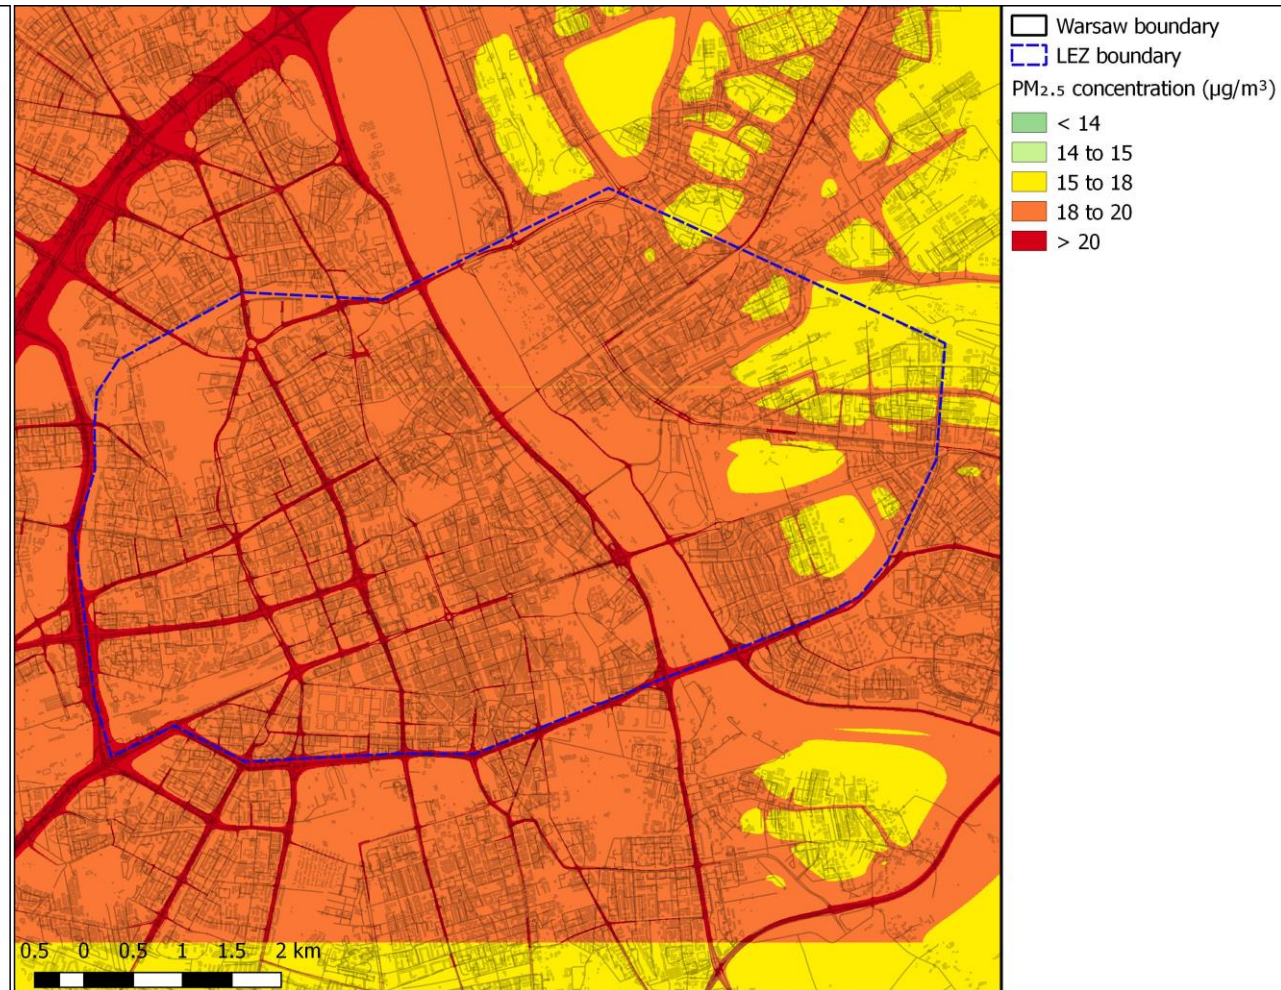 Warsaw boundary
LEZ boundary
PM₂.₅ concentration (µg/m³)
< 14
14 to 15
15 to 18
18 to 20
> 20
0.5 0 0.5 1 1.5 2 km